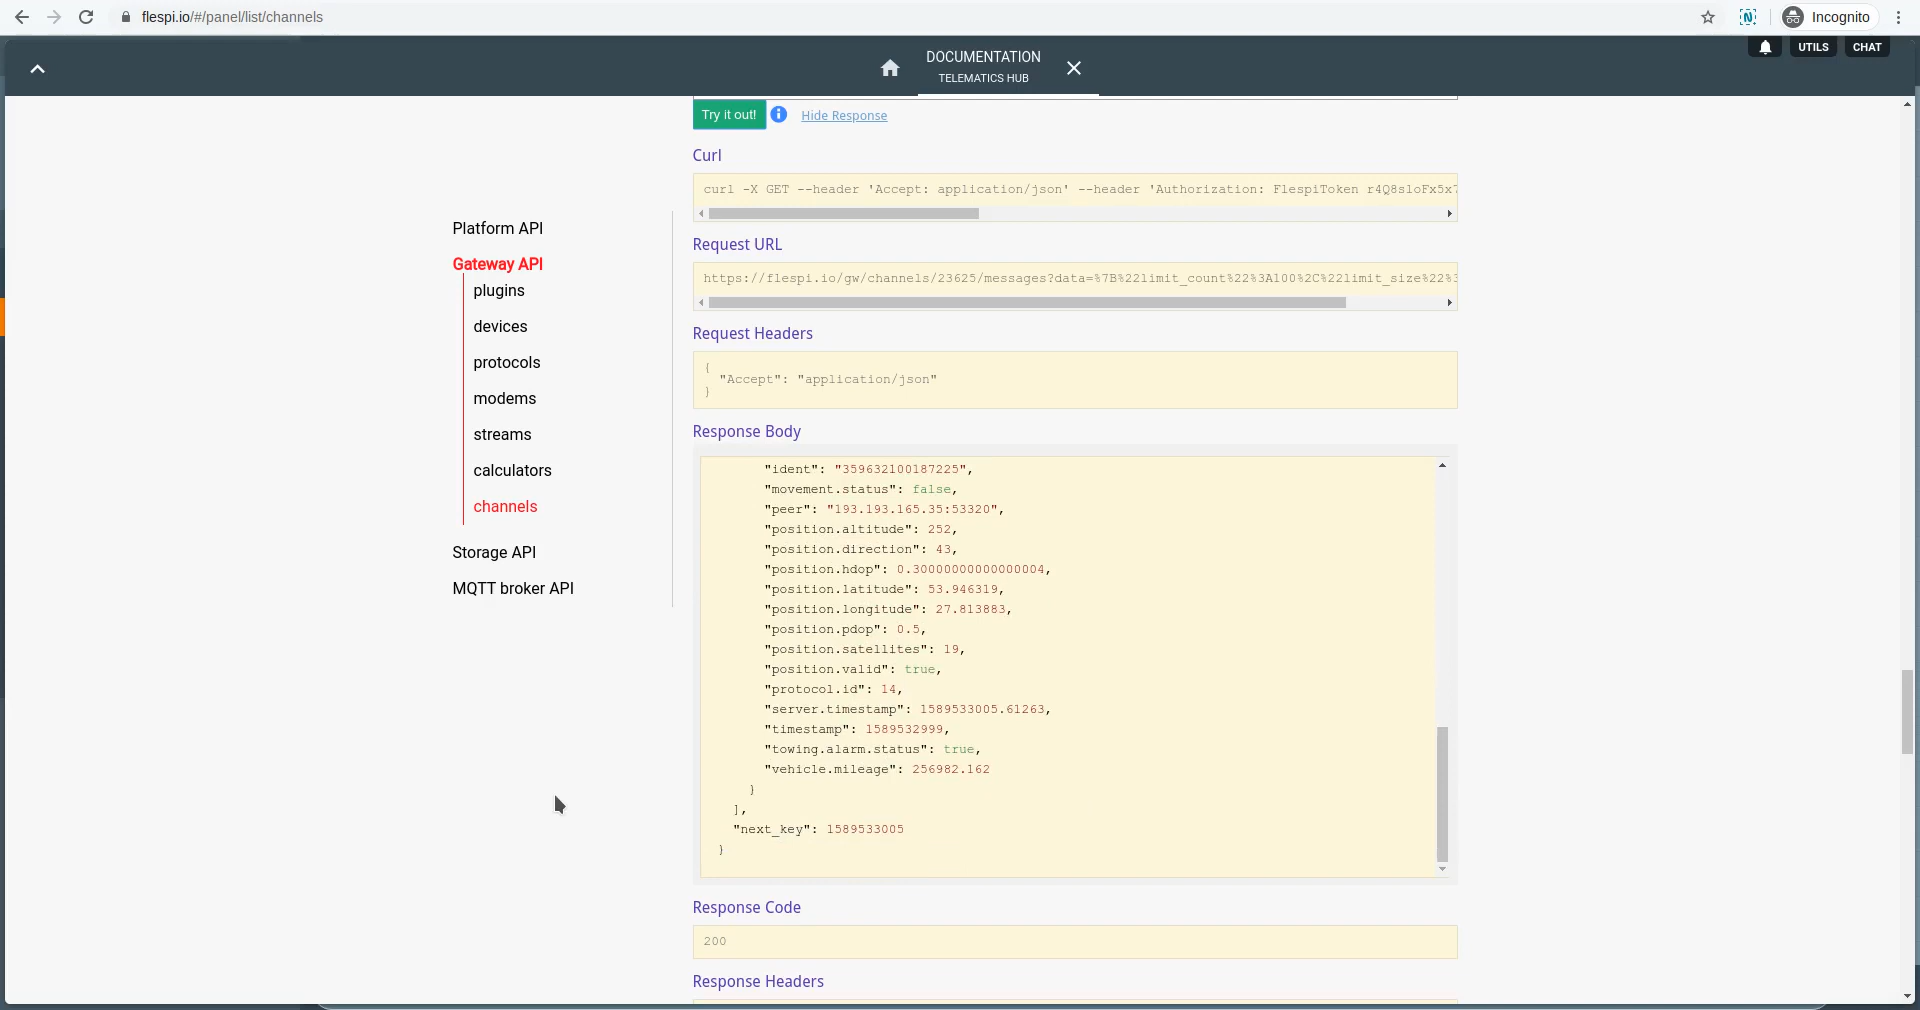 flespi.io/#/panel/list/channels
Incognito
DOCUMENTATION
TELEMATICS HUB
UTILS
CHAT
Try it out!
Hide Response
Curl
curl -X GET --header 'Accept: application/json' --header 'Authorization: FlespiToken r4Q8sloFx5x7
Platform API
Gateway API
plugins
devices
protocols
modems
streams
calculators
channels
Storage API
MQTT broker API
Request URL
https://flespi.io/gw/channels/23625/messages?data=%7B%22limit_count%22%3A100%2C%22limit_size%22%3
Request Headers
{
"Accept": "application/json"
}
Response Body
"ident": "359632100187225",
"movement.status": false,
"peer": "193.193.165.35:53320",
"position.altitude": 252,
"position.direction": 43,
"position.hdop": 0.30000000000000004,
"position.latitude": 53.946319,
"position.longitude": 27.813883,
"position.pdop": 0.5,
"position.satellites": 19,
"position.valid": true,
"protocol.id": 14,
"server.timestamp": 1589533005.61263,
"timestamp": 1589532999,
"towing.alarm.status": true,
"vehicle.mileage": 256982.162
}
],
"next_key": 1589533005
}
Response Code
200
Response Headers